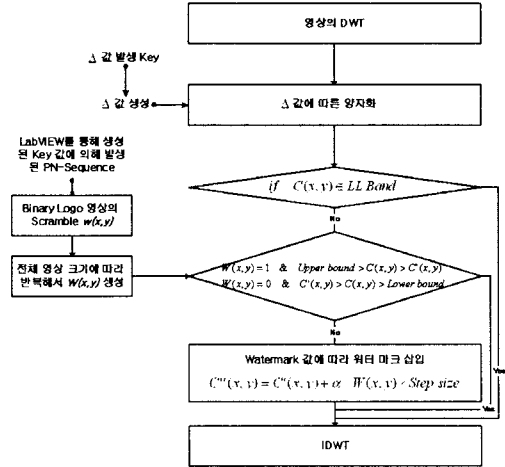 영상의 DWT
Δ 값 발생 Key
Δ 값 생성
Δ 값에 따른 양자화
LabVIEW를 통해 생성
된 Key 값에 의해 발생
된 PN-Sequence
if C(x, y) ∈ LL Band
No
Binary Logo 영상의
Scramble w(x,y)
전체 영상 크기에 따라
반복해서 W(x,y) 생성
W(x,y) = 1 & Upper bound > C(x,y) > C'(x,y)
W(x,y) = 0 & C'(x,y) > C(x,y) > Lower bound
No
Watermark 값에 따라 워터 마크 삽입
Yes
C'''(x, y) = C''(x, y) + α W(x, y) · Step size
Yes
IDWT